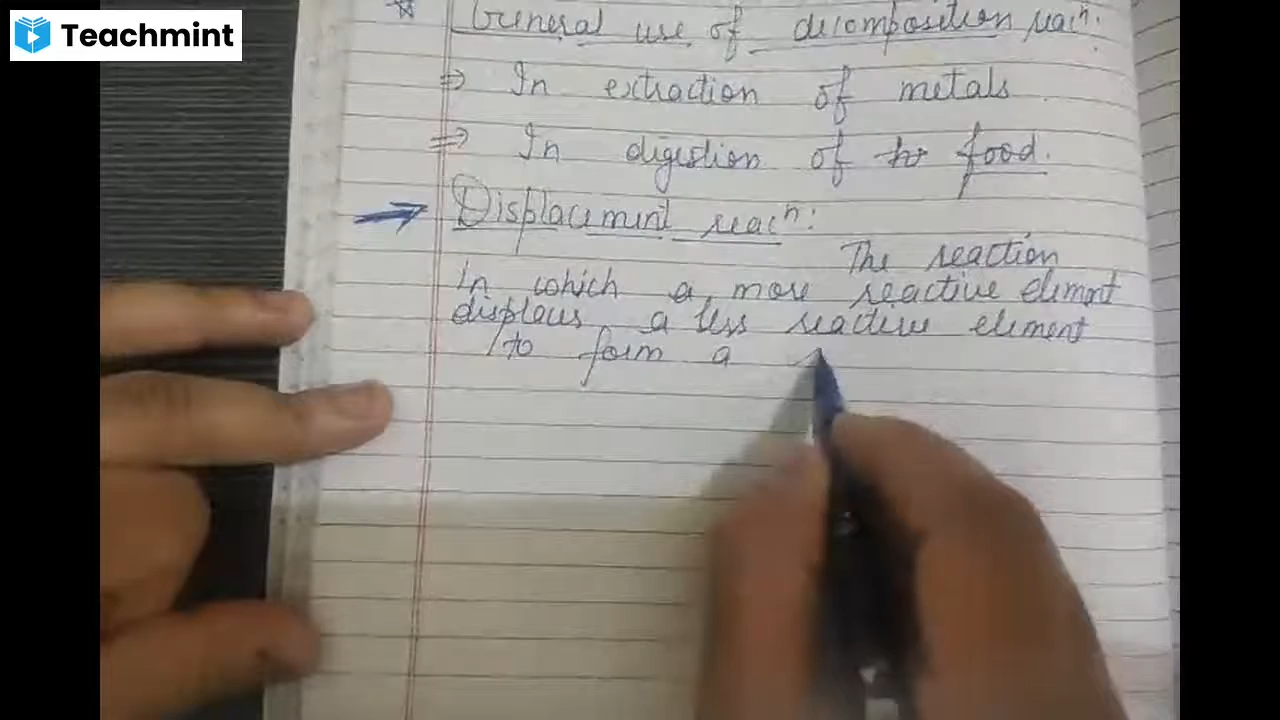 Teachmint
General use of decomposition reacn:
⇒ In extraction of metals
⇒ In digestion of food.
→ Displacement reacn:
The reaction
in which a more reactive element
displaces a less reactive element
to form a